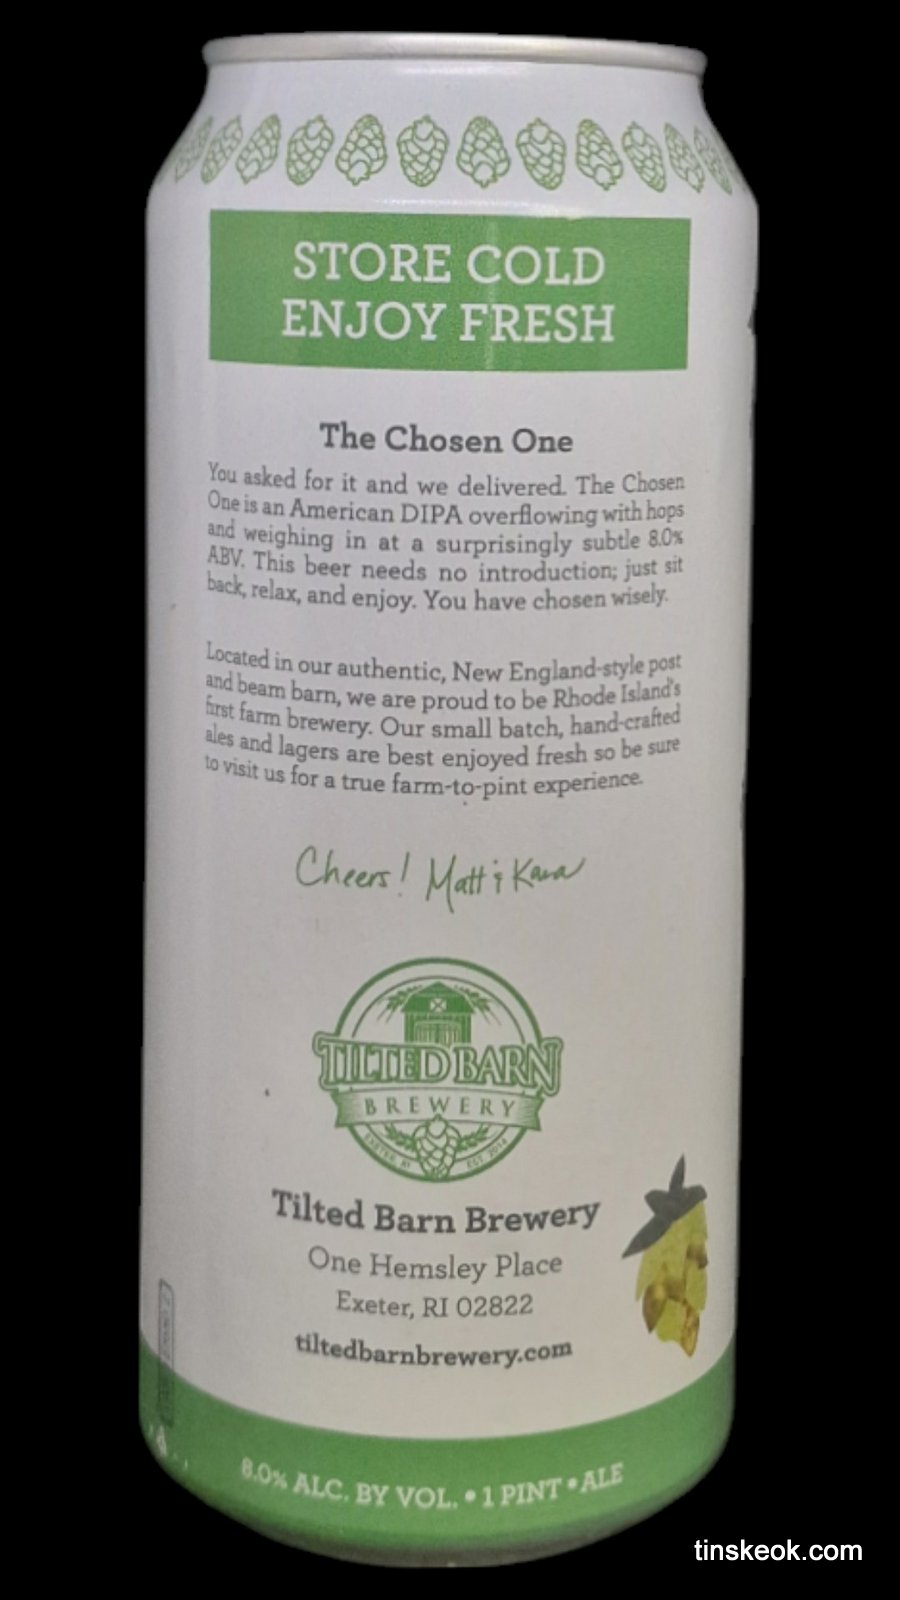 STORE COLD
ENJOY FRESH
The Chosen One
You asked for it and we delivered. The Chosen
One is an American DIPA overflowing with hops
and weighing in at a surprisingly subtle 8.0%
ABV. This beer needs no introduction; just sit
back, relax, and enjoy. You have chosen wisely.
Located in our authentic, New England-style post
and beam barn, we are proud to be Rhode Island's
first farm brewery. Our small batch, hand-crafted
ales and lagers are best enjoyed fresh so be sure
to visit us for a true farm-to-pint experience.
Cheers! Matt & Kara
TILTED BARN
BREWERY
EXETER, RI EST. 2014
Tilted Barn Brewery
One Hemsley Place
Exeter, RI 02822
tiltedbarnbrewery.com
8.0% ALC. BY VOL. • 1 PINT • ALE
tinskeok.com